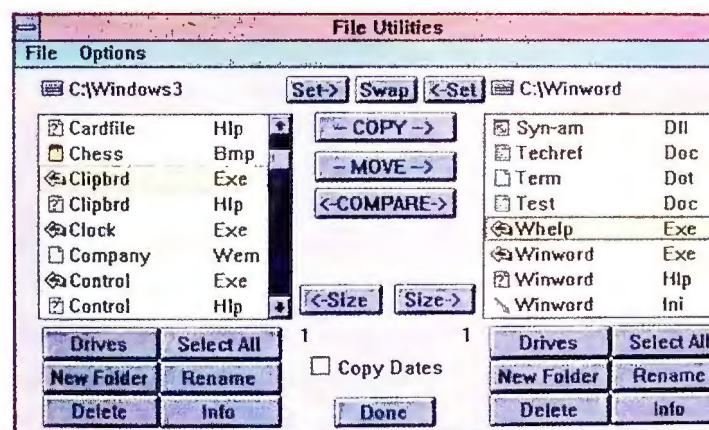 File Utilities
File Options
C:\Windows3 Set-> Swap <-Set C:\Winword
Cardfile Hlp
Chess Bmp
Clipbrd Exe
Clipbrd Hlp
Clock Exe
Company Wem
Control Exe
Control Hlp
- COPY ->
- MOVE ->
<-COMPARE->
<-Size Size->
Syn-am Dll
Techref Doc
Term Dot
Test Doc
Whelp Exe
Winword Exe
Winword Hlp
Winword Ini
Drives Select All
New Folder Rename
Delete Info
1 1
Copy Dates
Done
Drives Select All
New Folder Rename
Delete Info